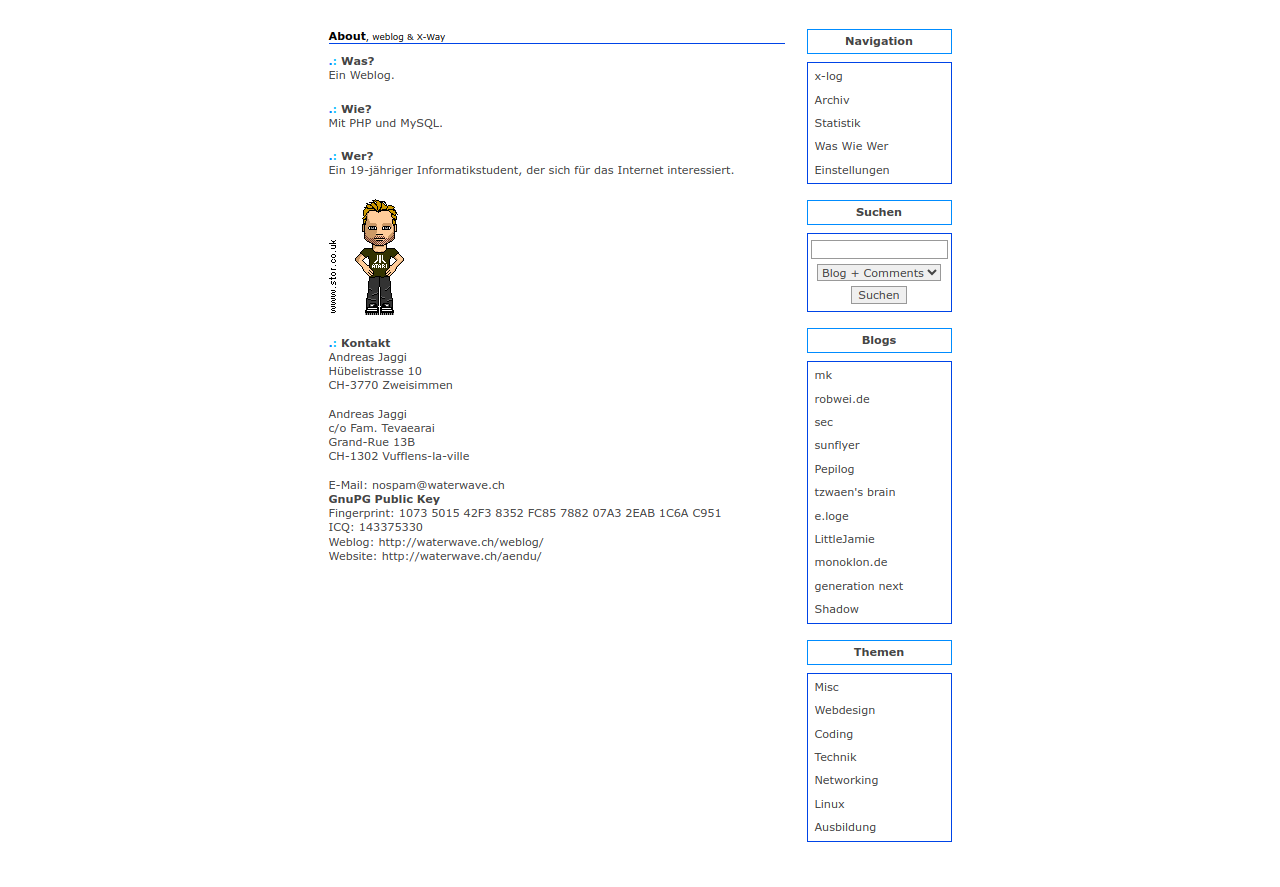 About, weblog & X-Way
.: Was?
Ein Weblog.
.: Wie?
Mit PHP und MySQL.
.: Wer?
Ein 19-jähriger Informatikstudent, der sich für das Internet interessiert.
www.stor.co.uk
ATARI
.: Kontakt
Andreas Jaggi
Hübelistrasse 10
CH-3770 Zweisimmen
Andreas Jaggi
c/o Fam. Tevaearai
Grand-Rue 13B
CH-1302 Vufflens-la-ville
E-Mail: nospam@waterwave.ch
GnuPG Public Key
Fingerprint: 1073 5015 42F3 8352 FC85 7882 07A3 2EAB 1C6A C951
ICQ: 143375330
Weblog: http://waterwave.ch/weblog/
Website: http://waterwave.ch/aendu/
Navigation
x-log
Archiv
Statistik
Was Wie Wer
Einstellungen
Suchen
Blog + Comments
Suchen
Blogs
mk
robwei.de
sec
sunflyer
Pepilog
tzwaen's brain
e.loge
LittleJamie
monoklon.de
generation next
Shadow
Themen
Misc
Webdesign
Coding
Technik
Networking
Linux
Ausbildung